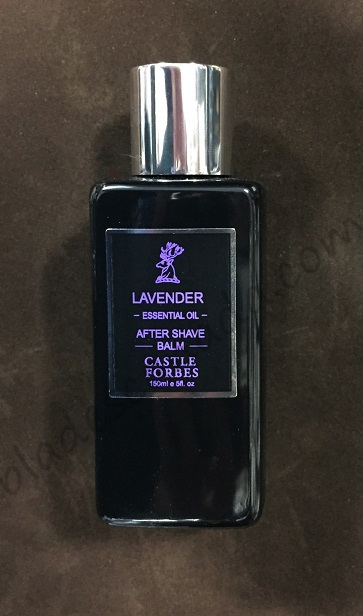 LAVENDER
– ESSENTIAL OIL –
AFTER SHAVE
— BALM —
CASTLE
FORBES
150ml e 5fl. oz